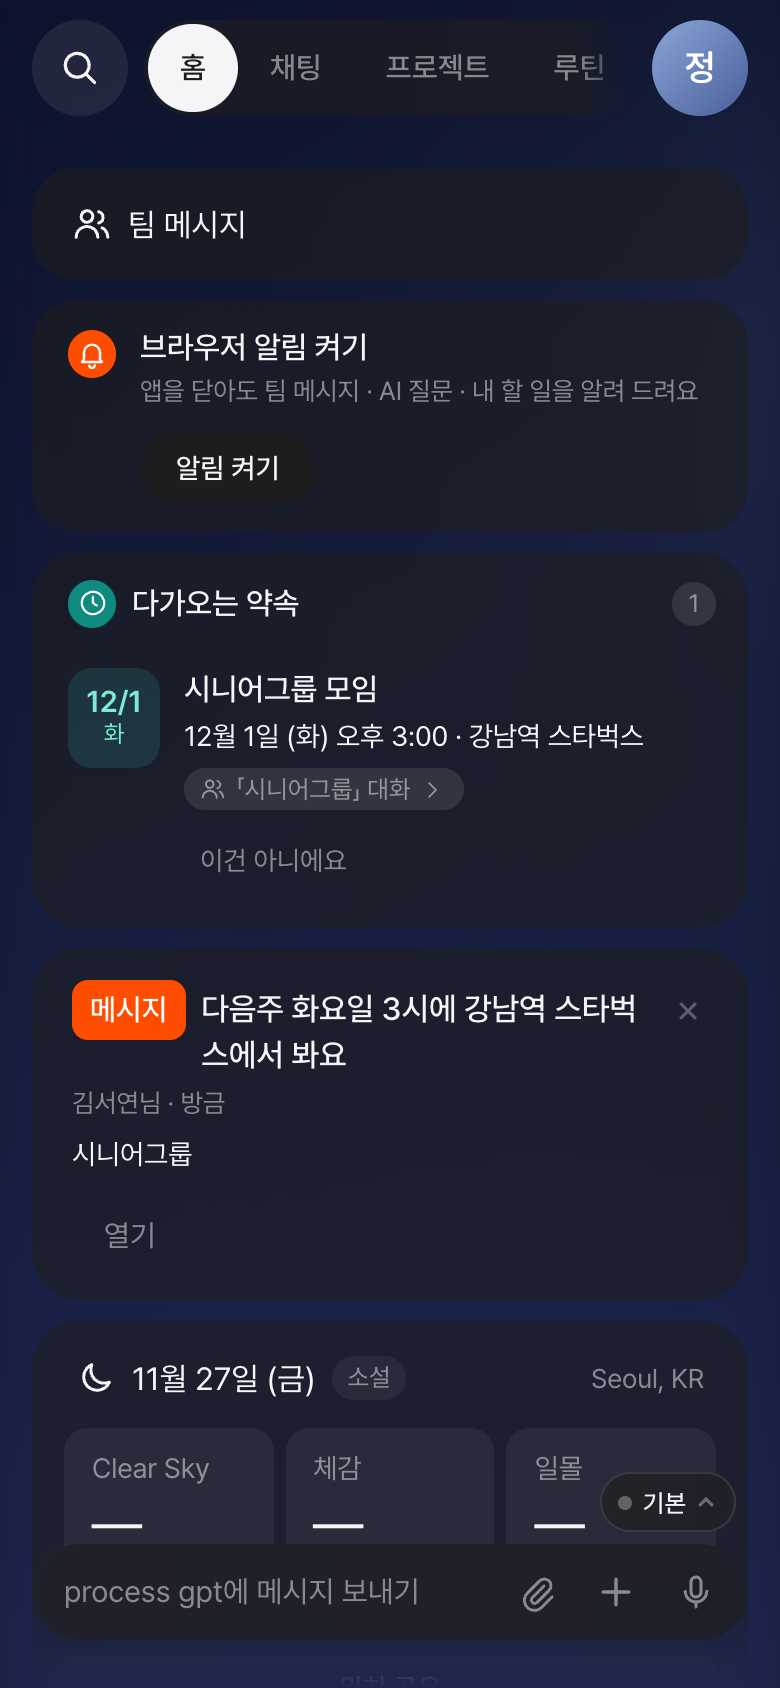 홈 채팅 프로젝트 루틴 정
팀 메시지
브라우저 알림 켜기
앱을 닫아도 팀 메시지 · AI 질문 · 내 할 일을 알려 드려요
알림 켜기
다가오는 약속 1
12/1
화
시니어그룹 모임
12월 1일 (화) 오후 3:00 · 강남역 스타벅스
「시니어그룹」 대화
이건 아니에요
메시지
다음주 화요일 3시에 강남역 스타벅
스에서 봐요
김서연님 · 방금
시니어그룹
열기
11월 27일 (금) 소설 Seoul, KR
Clear Sky 체감 일몰
기본
process gpt에 메시지 보내기